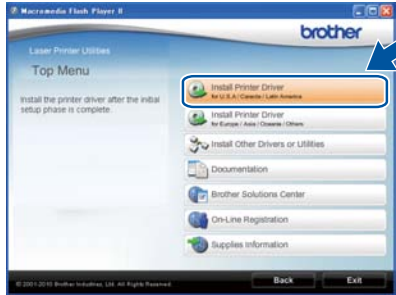 Macromedia Flash Player 8
brother
Laser Printer Utilities
Top Menu
Install the printer driver after the initial
setup phase is complete.
Install Printer Driver
for U.S.A / Canada / Latin America
Install Printer Driver
for Europe / Asia / Oceania / Others
Install Other Drivers or Utilities
Documentation
Brother Solutions Center
On-Line Registration
Supplies Information
© 2001-2010 Brother Industries, Ltd. All Rights Reserved.
Back
Exit